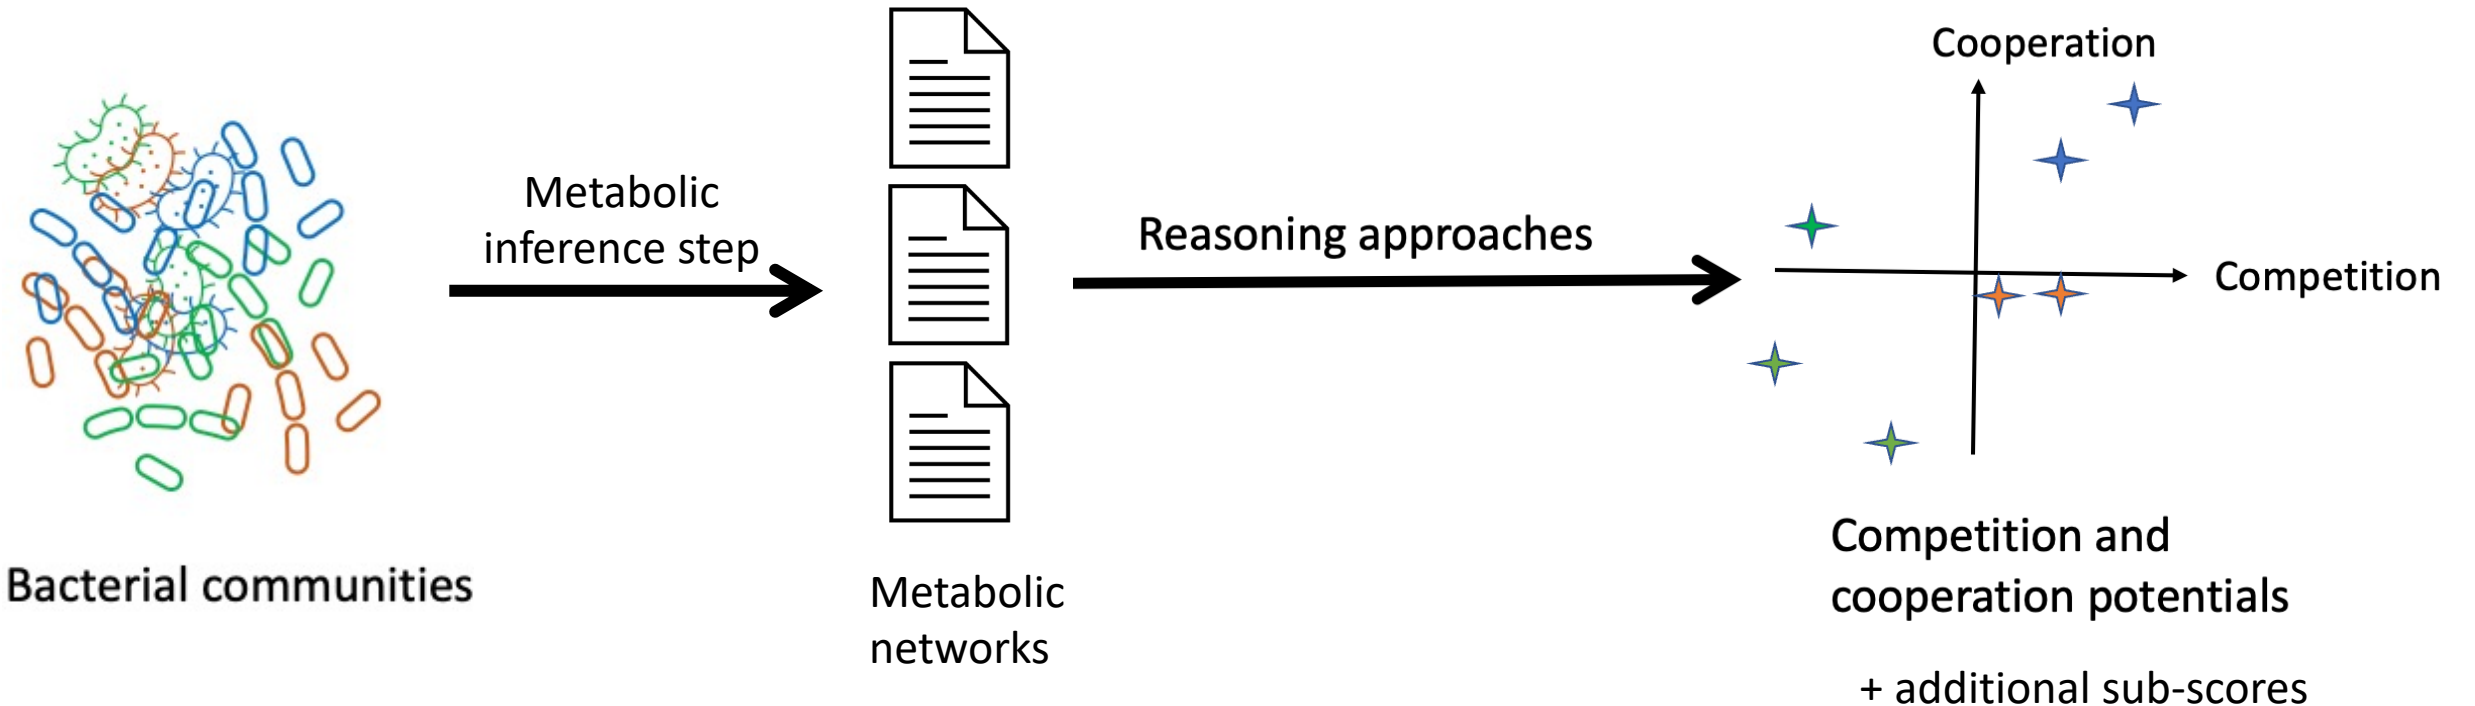 Bacterial communities
Metabolic
inference step
Metabolic
networks
Reasoning approaches
Cooperation
Competition
Competition and
cooperation potentials
+ additional sub-scores